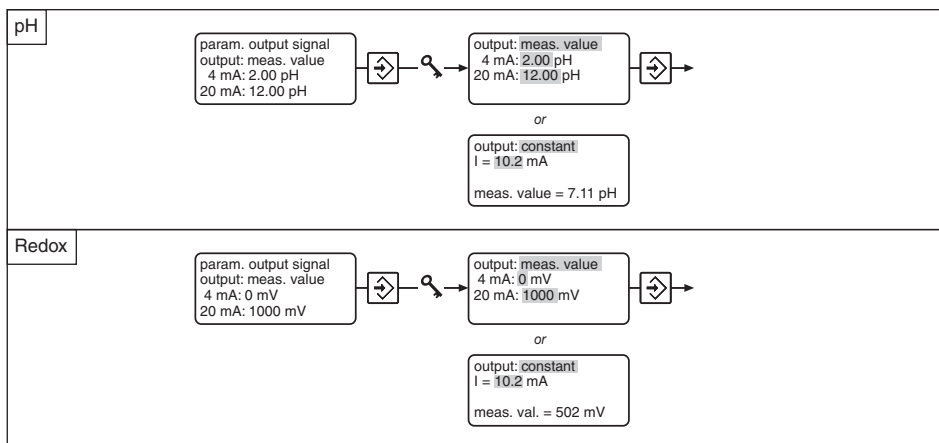 pH
param. output signal
output: meas. value
4 mA: 2.00 pH
20 mA: 12.00 pH
output: meas. value
4 mA: 2.00 pH
20 mA: 12.00 pH
or
output: constant
I = 10.2 mA
meas. value = 7.11 pH
Redox
param. output signal
output: meas. value
4 mA: 0 mV
20 mA: 1000 mV
output: meas. value
4 mA: 0 mV
20 mA: 1000 mV
or
output: constant
I = 10.2 mA
meas. val. = 502 mV